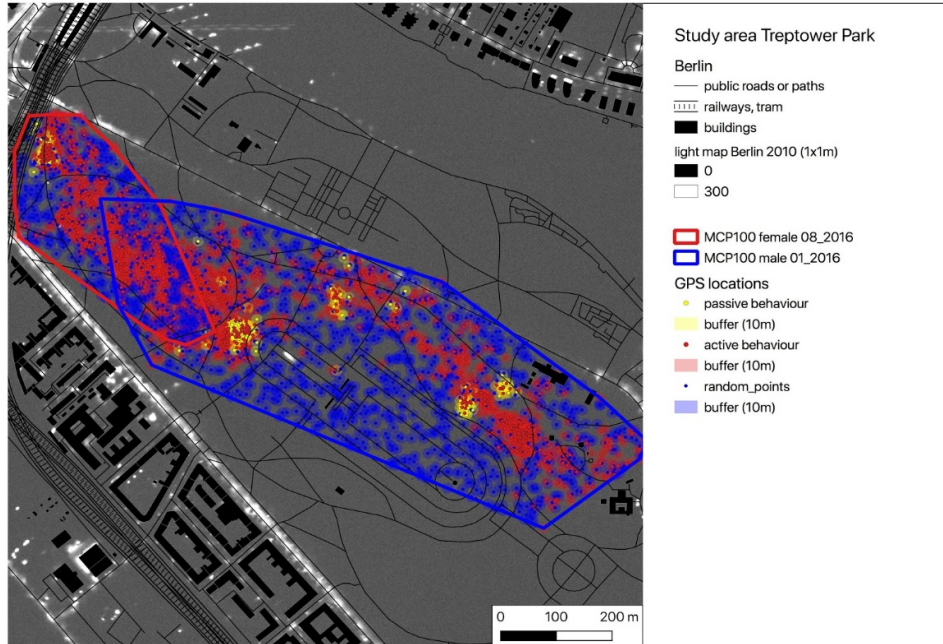 Study area Treptower Park
Berlin
public roads or paths
railways, tram
buildings
light map Berlin 2010 (1x1m)
0
300
MCP100 female 08_2016
MCP100 male 01_2016
GPS locations
passive behaviour
buffer (10m)
active behaviour
buffer (10m)
random_points
buffer (10m)
0 100 200 m